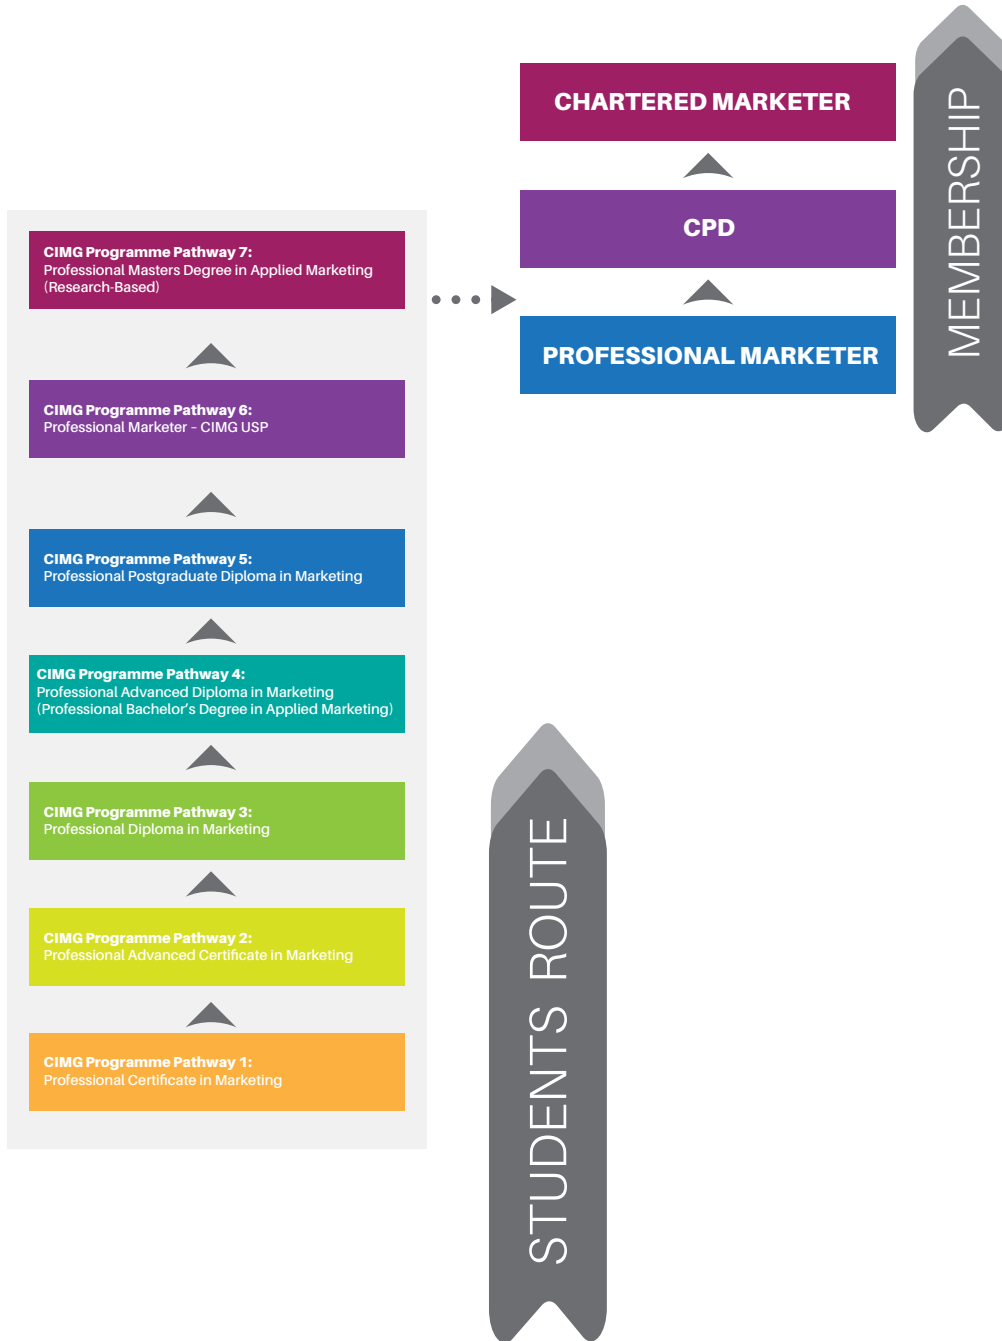 CHARTERED MARKETER
CPD
PROFESSIONAL MARKETER
MEMBERSHIP
CIMG Programme Pathway 7:
Professional Masters Degree in Applied Marketing
(Research-Based)
CIMG Programme Pathway 6:
Professional Marketer – CIMG USP
CIMG Programme Pathway 5:
Professional Postgraduate Diploma in Marketing
CIMG Programme Pathway 4:
Professional Advanced Diploma in Marketing
(Professional Bachelor’s Degree in Applied Marketing)
CIMG Programme Pathway 3:
Professional Diploma in Marketing
CIMG Programme Pathway 2:
Professional Advanced Certificate in Marketing
CIMG Programme Pathway 1:
Professional Certificate in Marketing
STUDENTS ROUTE